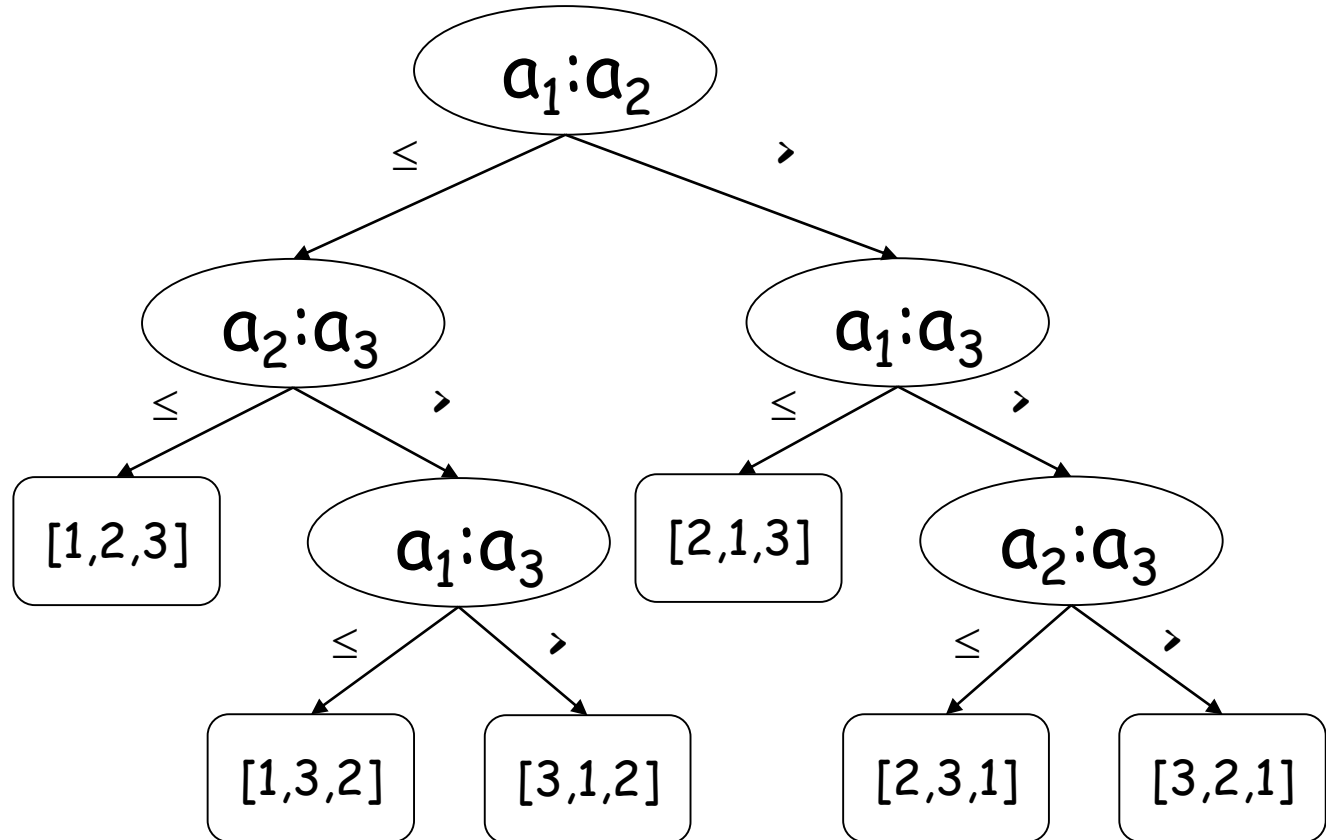 a₁:a₂
≤ >
a₂:a₃ a₁:a₃
≤ > ≤ >
[1,2,3] a₁:a₃ [2,1,3] a₂:a₃
≤ > ≤ >
[1,3,2] [3,1,2] [2,3,1] [3,2,1]